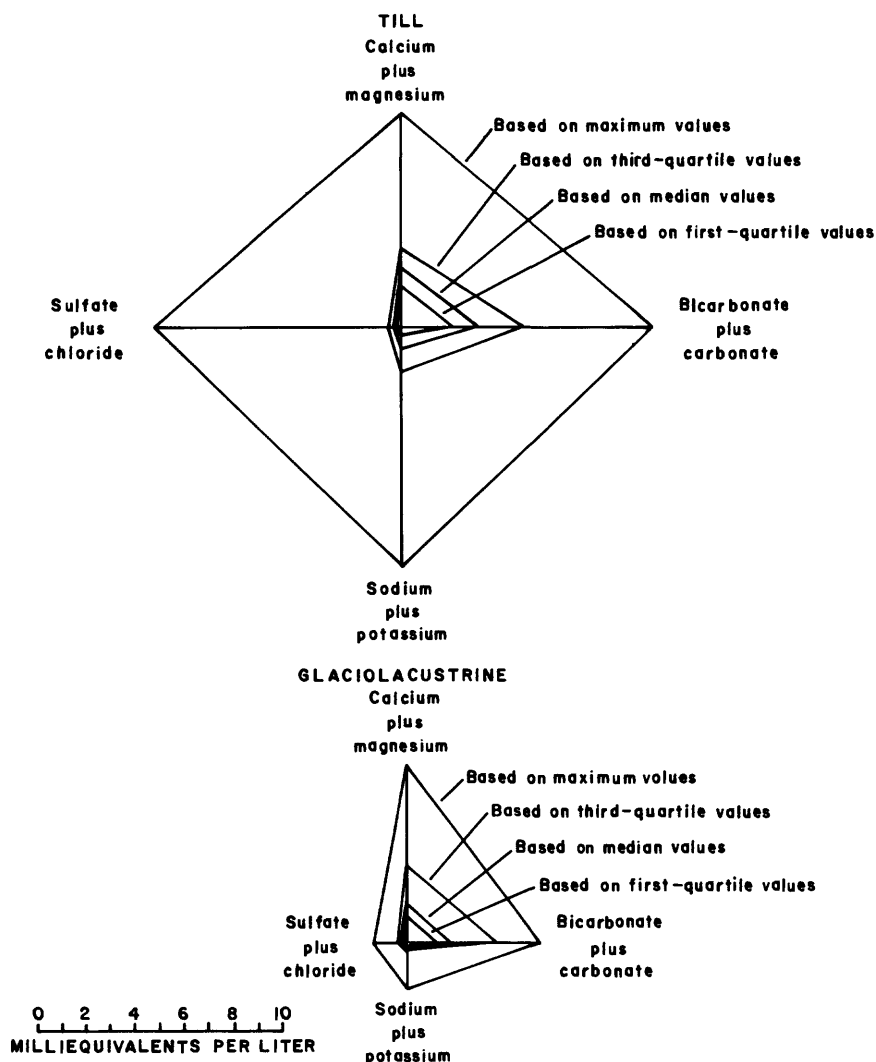 TILL
Calcium
plus
magnesium
Based on maximum values
Based on third-quartile values
Based on median values
Based on first-quartile values
Sulfate
plus
chloride
Bicarbonate
plus
carbonate
Sodium
plus
potassium
GLACIOLACUSTRINE
Calcium
plus
magnesium
Based on maximum values
Based on third-quartile values
Based on median values
Based on first-quartile values
Sulfate
plus
chloride
Bicarbonate
plus
carbonate
Sodium
plus
potassium
0 2 4 6 8 10
MILLIEQUIVALENTS PER LITER